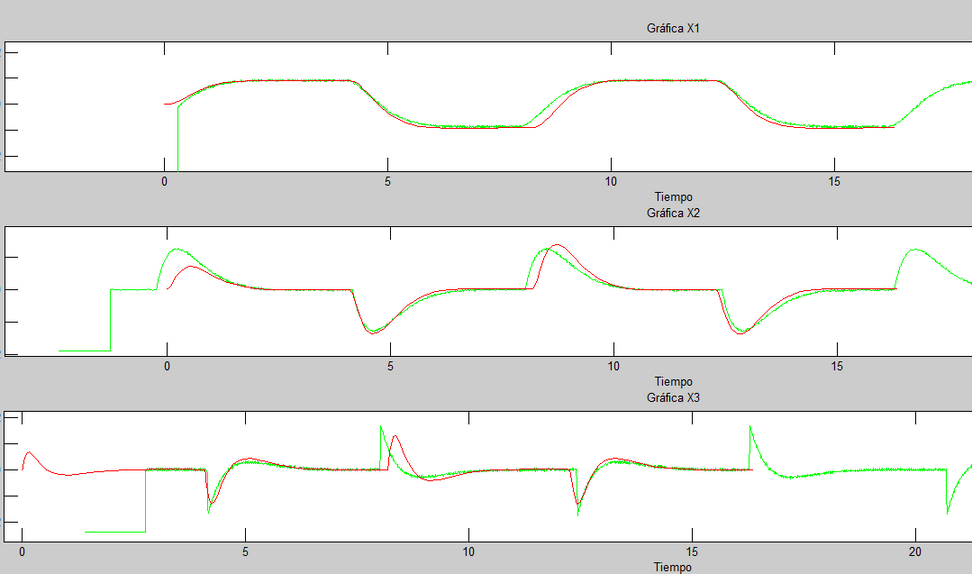 Gráfica X1
0 5 10 15
Tiempo
Gráfica X2
0 5 10 15
Tiempo
Gráfica X3
0 5 10 15 20
Tiempo